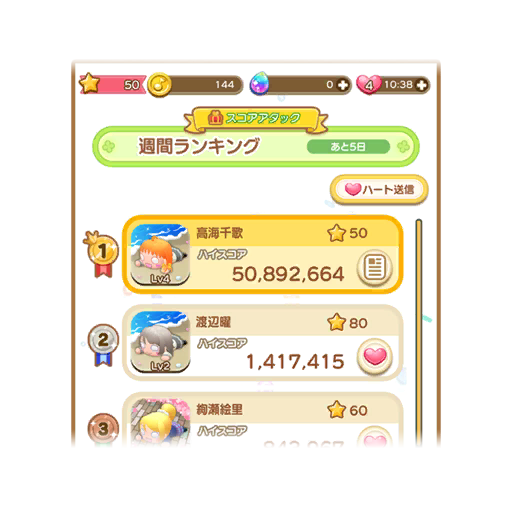 50
144
0
4 10:38
スコアアタック
週間ランキング
あと5日
ハート送信
1
高海千歌
50
ハイスコア
50,892,664
Lv4
2
渡辺曜
80
ハイスコア
1,417,415
Lv2
3
絢瀬絵里
60
ハイスコア